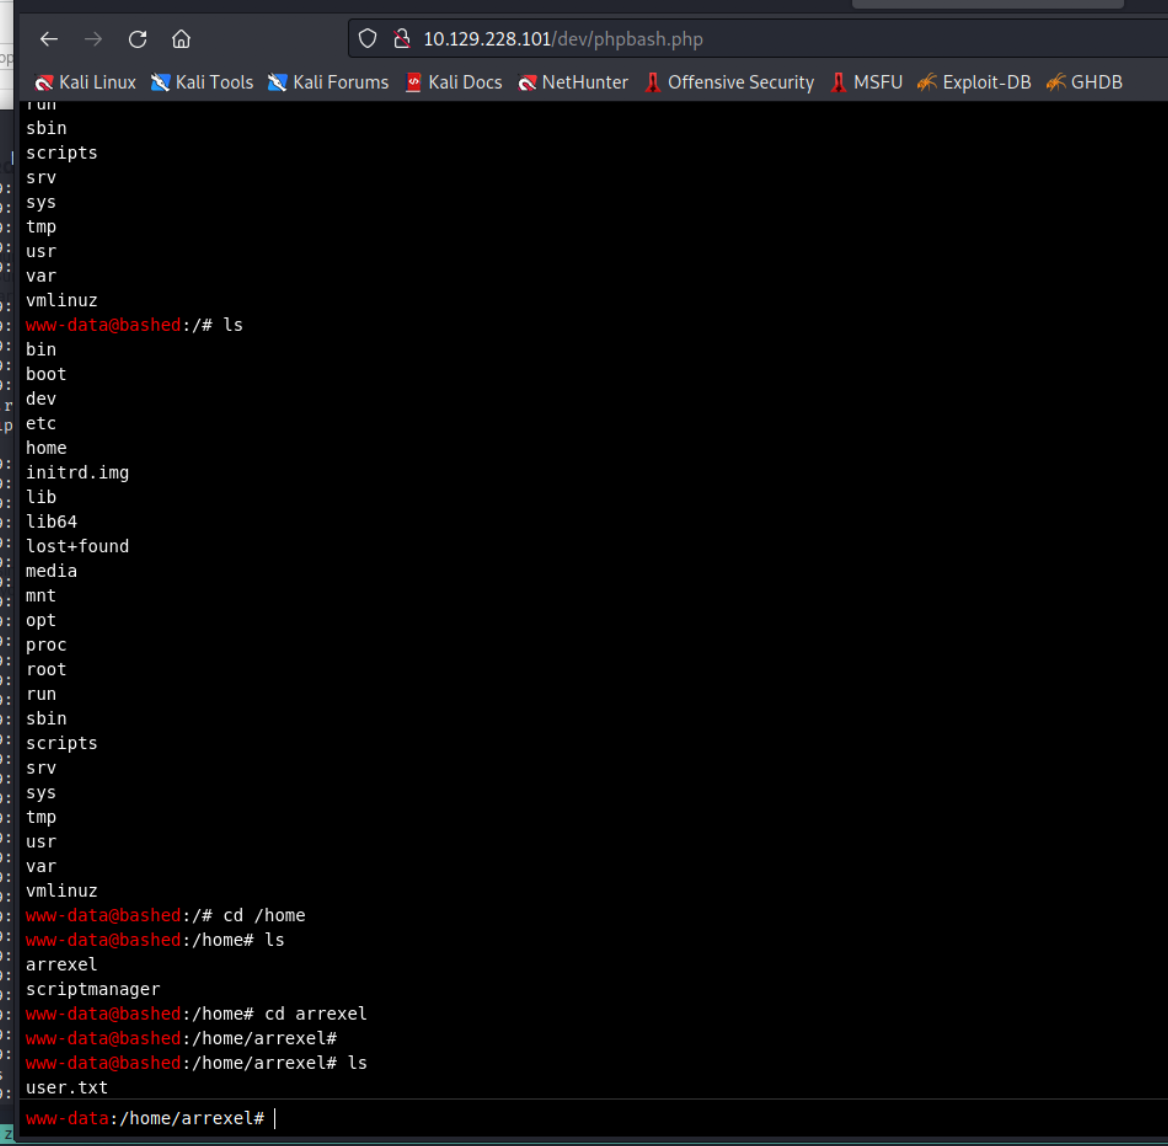 10.129.228.101/dev/phpbash.php
Kali Linux Kali Tools Kali Forums Kali Docs NetHunter Offensive Security MSFU Exploit-DB GHDB
run
sbin
scripts
srv
sys
tmp
usr
var
vmlinuz
www-data@bashed:/# ls
bin
boot
dev
etc
home
initrd.img
lib
lib64
lost+found
media
mnt
opt
proc
root
run
sbin
scripts
srv
sys
tmp
usr
var
vmlinuz
www-data@bashed:/# cd /home
www-data@bashed:/home# ls
arrexel
scriptmanager
www-data@bashed:/home# cd arrexel
www-data@bashed:/home/arrexel#
www-data@bashed:/home/arrexel# ls
user.txt
www-data:/home/arrexel#